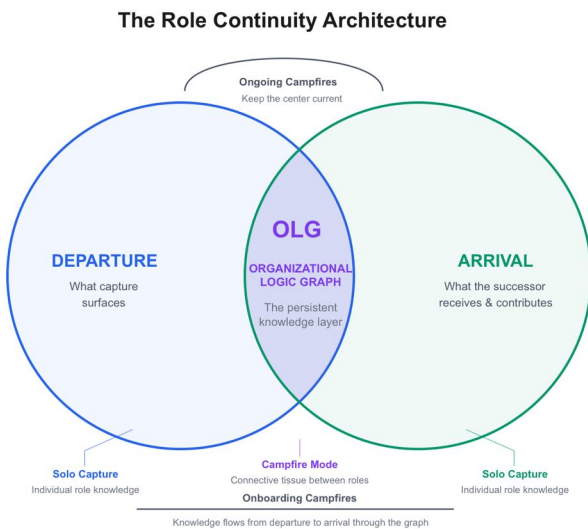 The Role Continuity Architecture
Ongoing Campfires
Keep the center current
OLG
ORGANIZATIONAL
LOGIC GRAPH
The persistent
knowledge layer
DEPARTURE
What capture
surfaces
ARRIVAL
What the successor
receives & contributes
Solo Capture
Individual role knowledge
Campfire Mode
Connective tissue between roles
Solo Capture
Individual role knowledge
Onboarding Campfires
Knowledge flows from departure to arrival through the graph